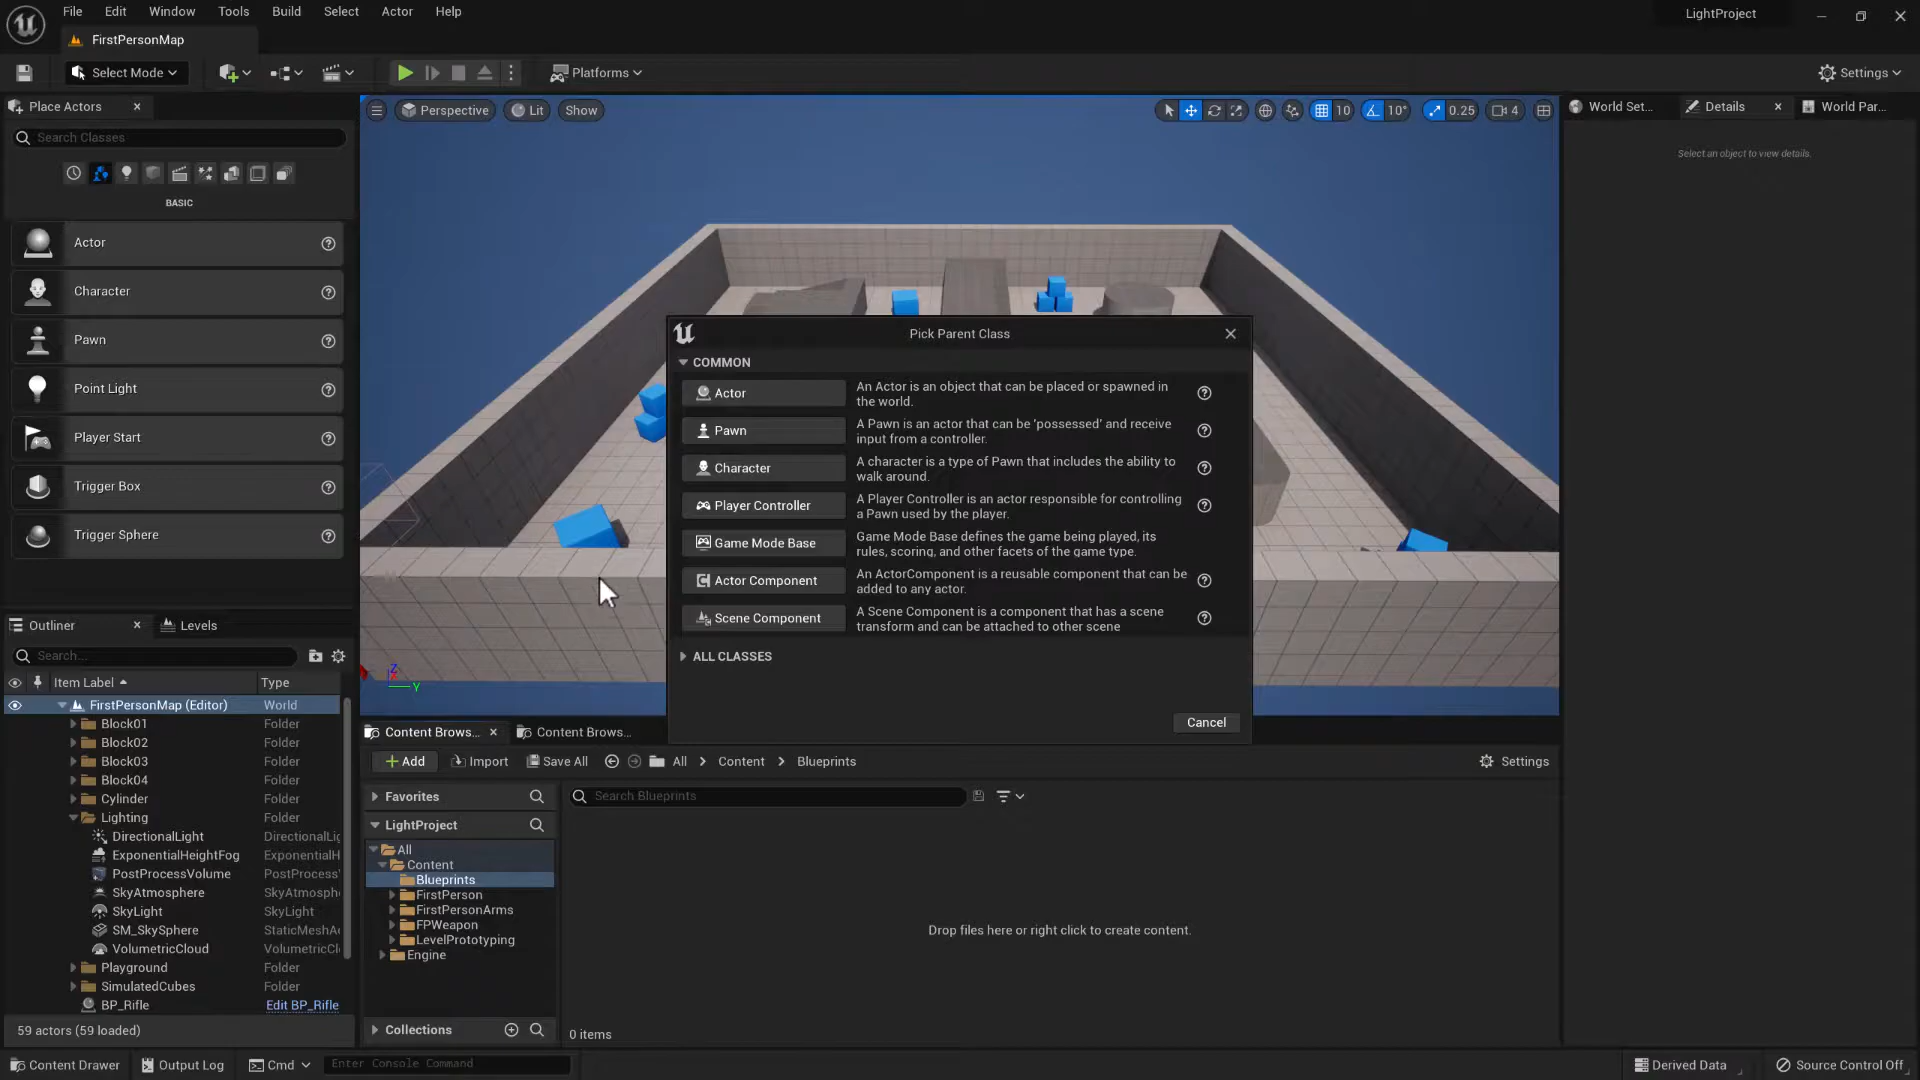 File Edit Window Tools Build Select Actor Help
LightProject
FirstPersonMap
Select Mode
Platforms
Settings
Place Actors
Perspective
Lit
Show
10
10°
0.25
4
World Set...
Details
World Par...
Search Classes
Select an object to view details.
BASIC
Actor
Character
Pawn
Point Light
Player Start
Trigger Box
Trigger Sphere
Pick Parent Class
COMMON
Actor
An Actor is an object that can be placed or spawned in
the world.
Pawn
A Pawn is an actor that can be 'possessed' and receive
input from a controller.
Character
A character is a type of Pawn that includes the ability to
walk around.
Player Controller
A Player Controller is an actor responsible for controlling
a Pawn used by the player.
Game Mode Base
Game Mode Base defines the game being played, its
rules, scoring, and other facets of the game type.
Actor Component
An ActorComponent is a reusable component that can be
added to any actor.
Scene Component
A Scene Component is a component that has a scene
transform and can be attached to other scene
ALL CLASSES
Cancel
Z
Y
Outliner
Levels
Search...
Item Label
Type
FirstPersonMap (Editor) World
Block01 Folder
Block02 Folder
Block03 Folder
Block04 Folder
Cylinder Folder
Lighting Folder
DirectionalLight DirectionalLig
ExponentialHeightFog ExponentialH
PostProcessVolume PostProcess
SkyAtmosphere SkyAtmosph
SkyLight SkyLight
SM_SkySphere StaticMeshA
VolumetricCloud VolumetricCl
Playground Folder
SimulatedCubes Folder
BP_Rifle Edit BP_Rifle
59 actors (59 loaded)
Content Brows...
Content Brows...
Add
Import
Save All
All
Content
Blueprints
Settings
Favorites
Search Blueprints
LightProject
All
Content
Blueprints
FirstPerson
FirstPersonArms
FPWeapon
LevelPrototyping
Engine
Drop files here or right click to create content.
Collections
0 items
Content Drawer
Output Log
Cmd
Enter Console Command
Derived Data
Source Control Off